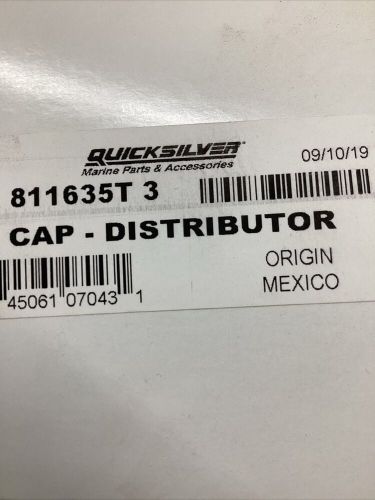 QUICKSILVER
Marine Parts & Accessories
09/10/19
811635T 3
CAP - DISTRIBUTOR
ORIGIN
MEXICO
45061 07043 1